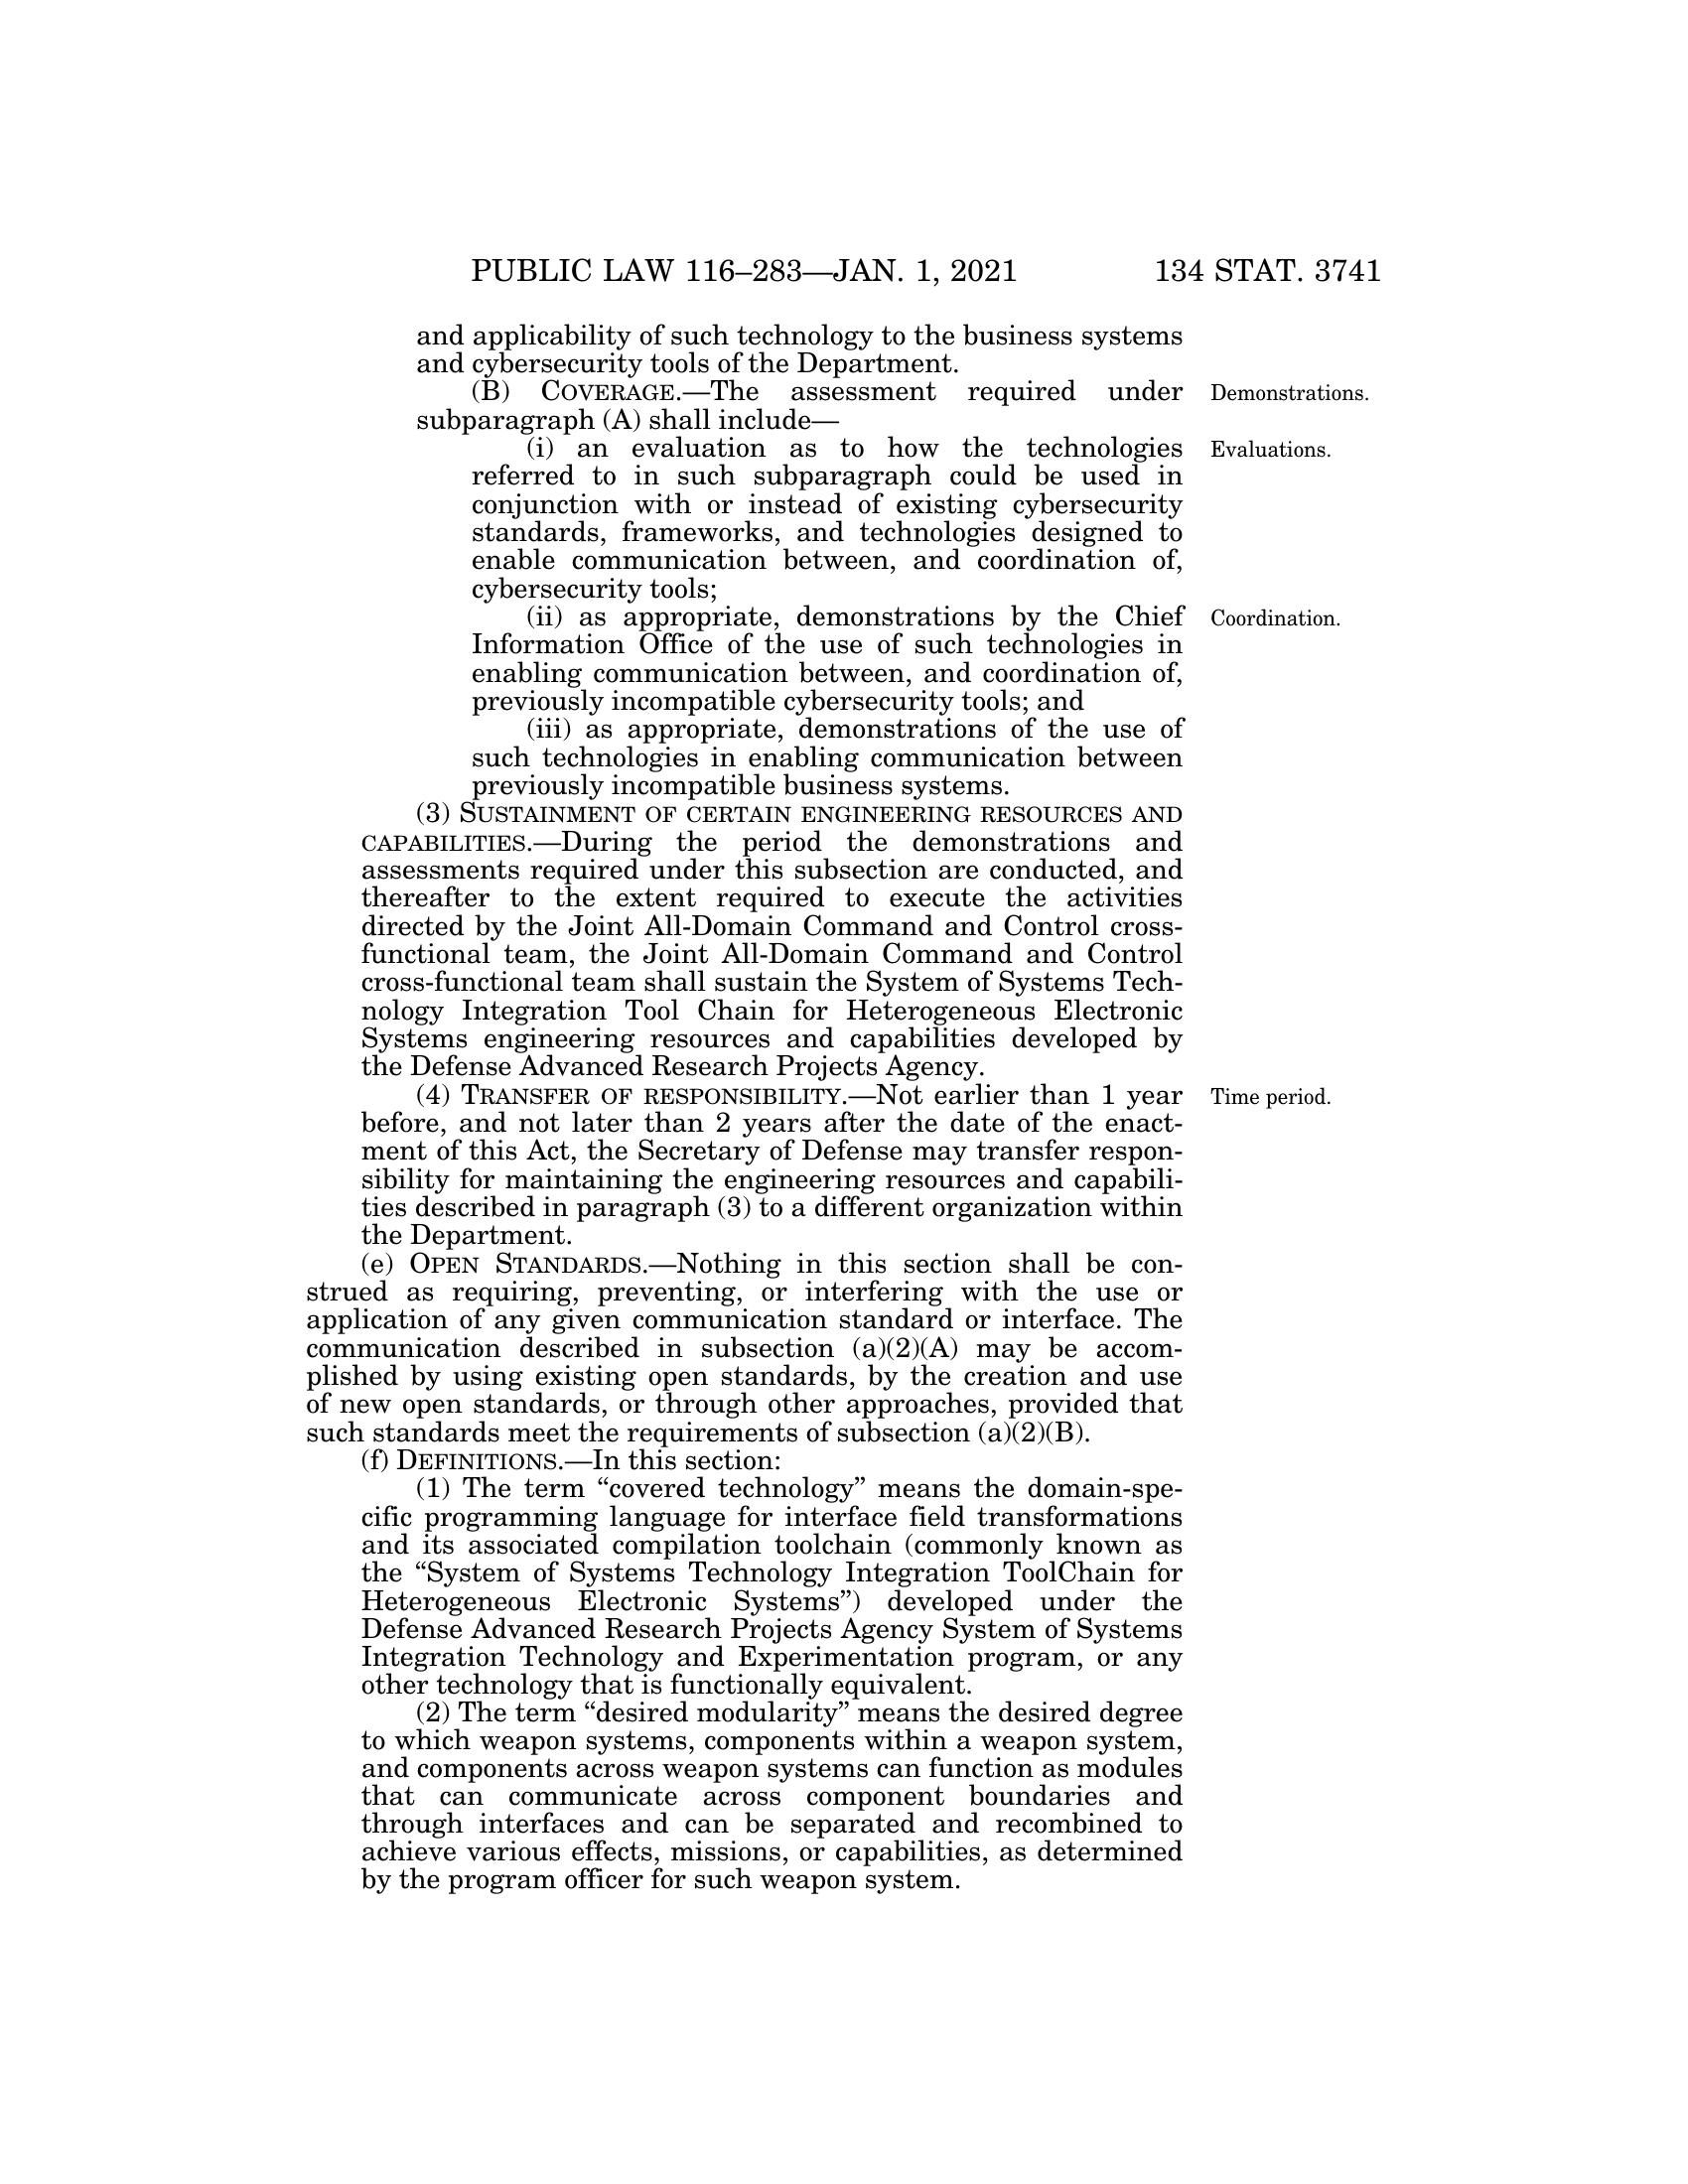 PUBLIC LAW 116–283—JAN. 1, 2021 134 STAT. 3741
and applicability of such technology to the business systems
and cybersecurity tools of the Department.
(B) COVERAGE.—The assessment required under
subparagraph (A) shall include—
Demonstrations.
(i) an evaluation as to how the technologies
referred to in such subparagraph could be used in
conjunction with or instead of existing cybersecurity
standards, frameworks, and technologies designed to
enable communication between, and coordination of,
cybersecurity tools;
Evaluations.
(ii) as appropriate, demonstrations by the Chief
Information Office of the use of such technologies in
enabling communication between, and coordination of,
previously incompatible cybersecurity tools; and
Coordination.
(iii) as appropriate, demonstrations of the use of
such technologies in enabling communication between
previously incompatible business systems.
(3) SUSTAINMENT OF CERTAIN ENGINEERING RESOURCES AND
CAPABILITIES.—During the period the demonstrations and
assessments required under this subsection are conducted, and
thereafter to the extent required to execute the activities
directed by the Joint All-Domain Command and Control cross-
functional team, the Joint All-Domain Command and Control
cross-functional team shall sustain the System of Systems Tech-
nology Integration Tool Chain for Heterogeneous Electronic
Systems engineering resources and capabilities developed by
the Defense Advanced Research Projects Agency.
(4) TRANSFER OF RESPONSIBILITY.—Not earlier than 1 year
before, and not later than 2 years after the date of the enact-
ment of this Act, the Secretary of Defense may transfer respon-
sibility for maintaining the engineering resources and capabili-
ties described in paragraph (3) to a different organization within
the Department.
Time period.
(e) OPEN STANDARDS.—Nothing in this section shall be con-
strued as requiring, preventing, or interfering with the use or
application of any given communication standard or interface. The
communication described in subsection (a)(2)(A) may be accom-
plished by using existing open standards, by the creation and use
of new open standards, or through other approaches, provided that
such standards meet the requirements of subsection (a)(2)(B).
(f) DEFINITIONS.—In this section:
(1) The term “covered technology” means the domain-spe-
cific programming language for interface field transformations
and its associated compilation toolchain (commonly known as
the “System of Systems Technology Integration ToolChain for
Heterogeneous Electronic Systems”) developed under the
Defense Advanced Research Projects Agency System of Systems
Integration Technology and Experimentation program, or any
other technology that is functionally equivalent.
(2) The term “desired modularity” means the desired degree
to which weapon systems, components within a weapon system,
and components across weapon systems can function as modules
that can communicate across component boundaries and
through interfaces and can be separated and recombined to
achieve various effects, missions, or capabilities, as determined
by the program officer for such weapon system.